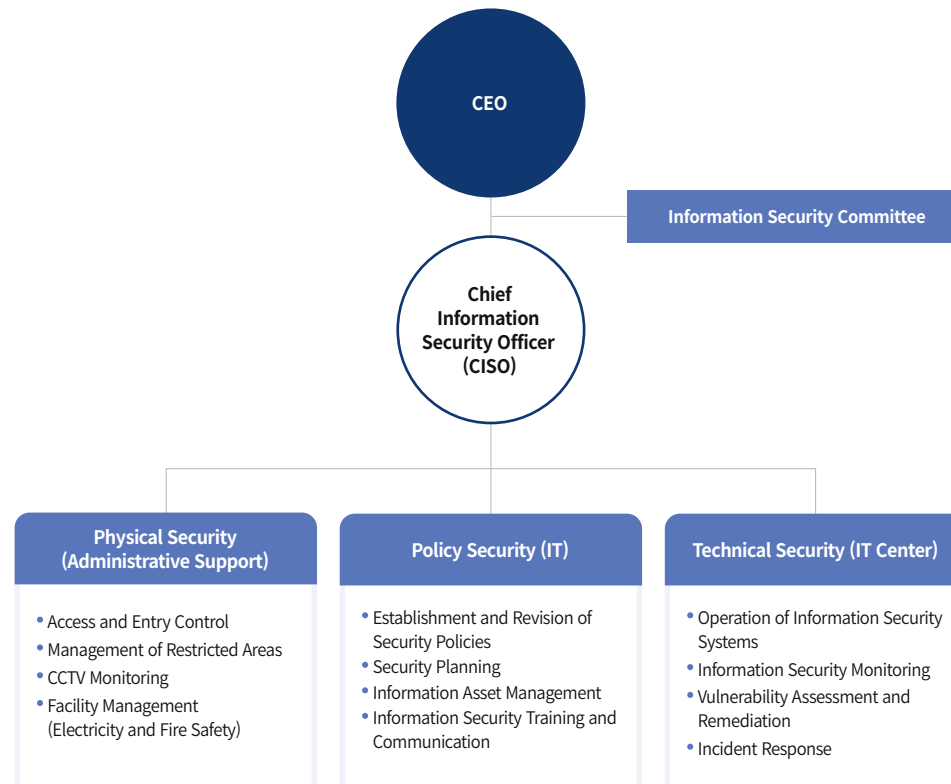 CEO
Information Security Committee
Chief
Information
Security Officer
(CISO)
Physical Security
(Administrative Support)
• Access and Entry Control
• Management of Restricted Areas
• CCTV Monitoring
• Facility Management
(Electricity and Fire Safety)
Policy Security (IT)
• Establishment and Revision of
Security Policies
• Security Planning
• Information Asset Management
• Information Security Training and
Communication
Technical Security (IT Center)
• Operation of Information Security
Systems
• Information Security Monitoring
• Vulnerability Assessment and
Remediation
• Incident Response